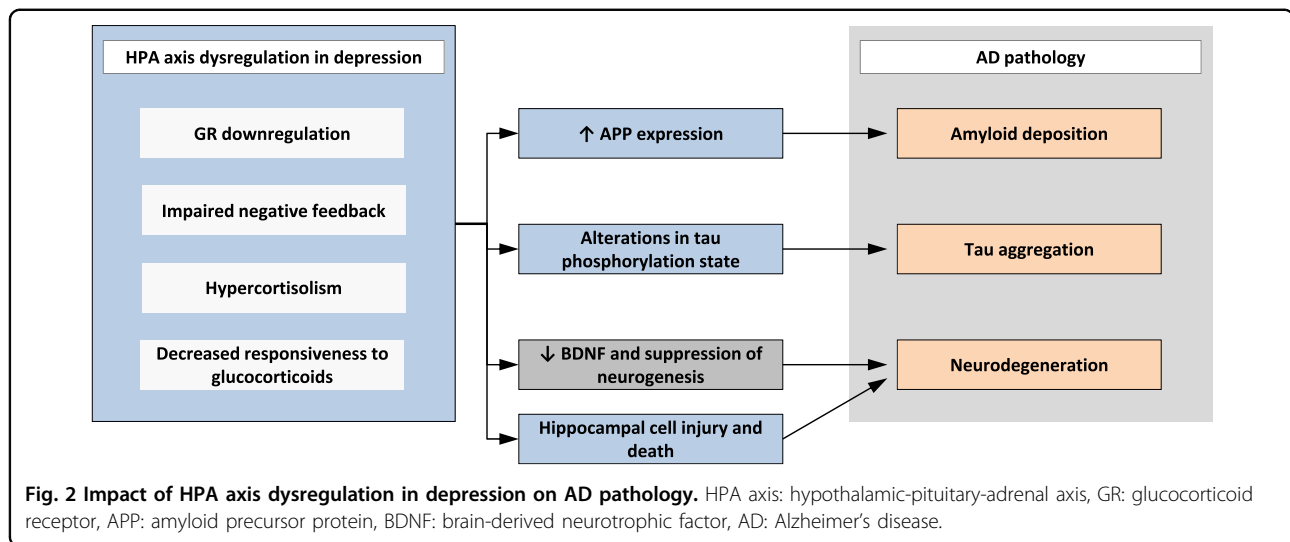 HPA axis dysregulation in depression
GR downregulation
Impaired negative feedback
Hypercortisolism
Decreased responsiveness to
glucocorticoids
↑ APP expression
Alterations in tau
phosphorylation state
↓ BDNF and suppression of
neurogenesis
Hippocampal cell injury and
death
AD pathology
Amyloid deposition
Tau aggregation
Neurodegeneration
Fig. 2 Impact of HPA axis dysregulation in depression on AD pathology. HPA axis: hypothalamic-pituitary-adrenal axis, GR: glucocorticoid
receptor, APP: amyloid precursor protein, BDNF: brain-derived neurotrophic factor, AD: Alzheimer's disease.